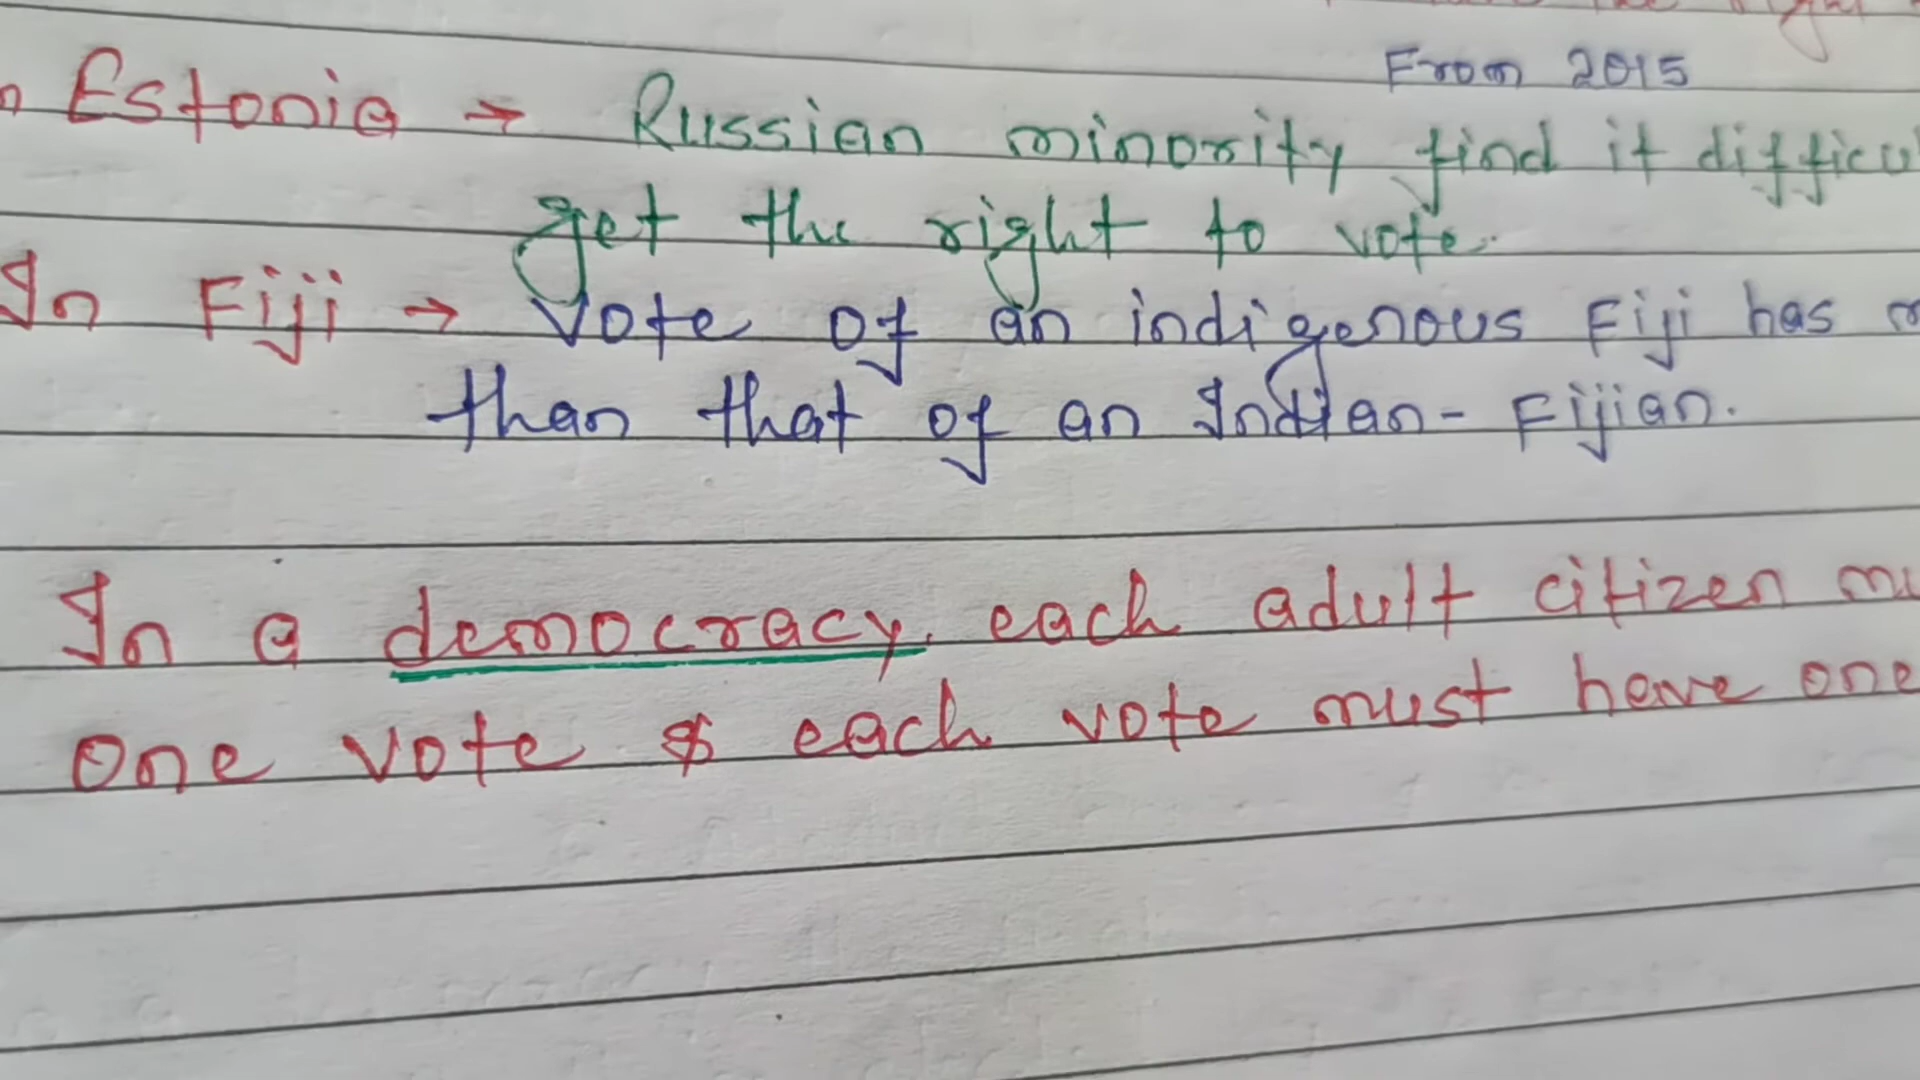 From 2015
Estonia → Russian minority find it difficul
get the right to vote.
In Fiji → Vote of an indigenous Fiji has
than that of an Indian-Fijian.
In a democracy, each adult citizen mu
one vote & each vote must have one